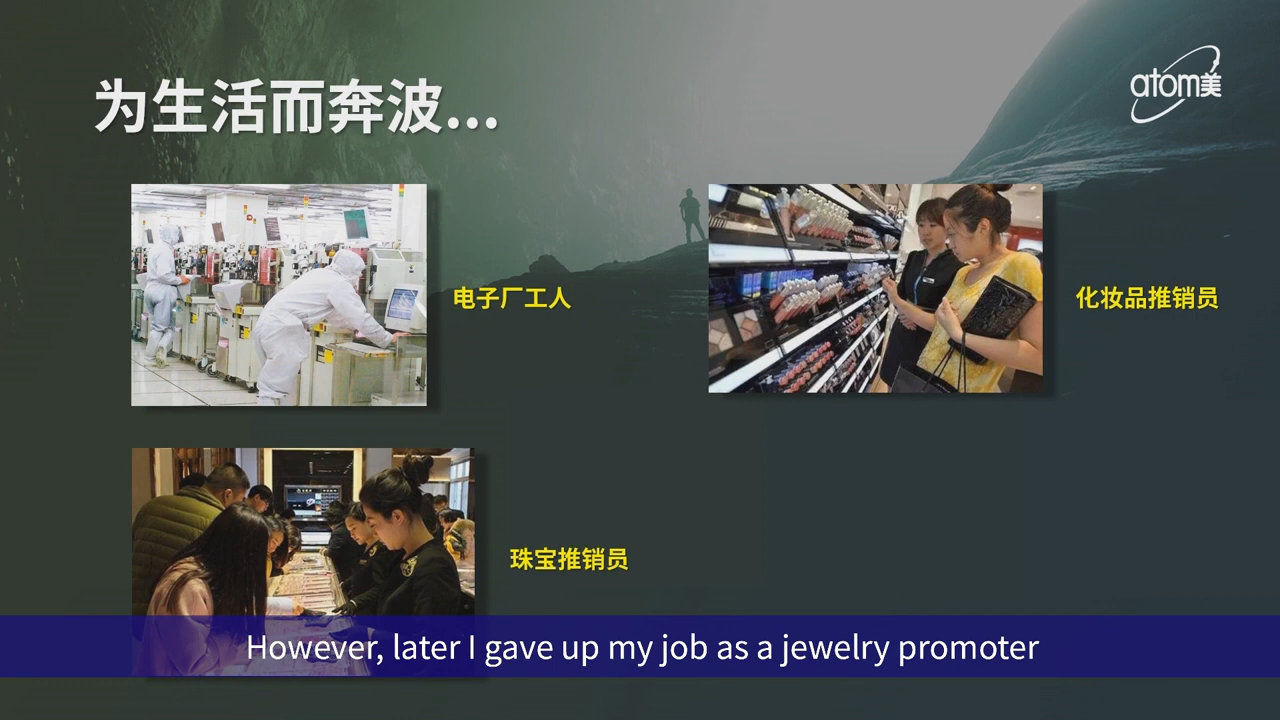 为生活而奔波...
atom美
电子厂工人
化妆品推销员
珠宝推销员
However, later I gave up my job as a jewelry promoter